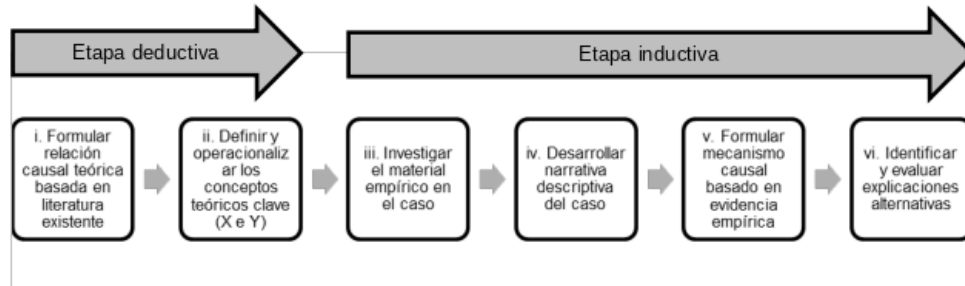 Etapa deductiva
Etapa inductiva
i. Formular
relación
causal teórica
basada en
literatura
existente
ii. Definir y
operacionaliz
ar los
conceptos
teóricos clave
(X e Y)
iii. Investigar
el material
empírico en
el caso
iv. Desarrollar
narrativa
descriptiva
del caso
v. Formular
mecanismo
causal
basado en
evidencia
empírica
vi. Identificar
y evaluar
explicaciones
alternativas